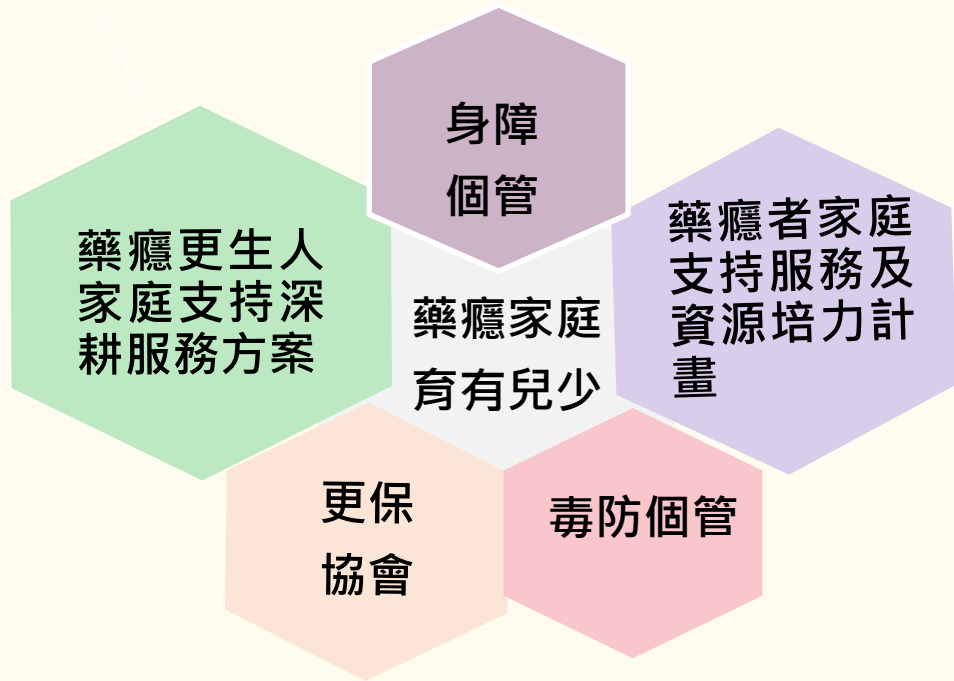 身障
個管
藥癮更生人
家庭支持深
耕服務方案
藥癮者家庭
支持服務及
資源培力計
畫
藥癮家庭
育有兒少
更保
協會
毒防個管